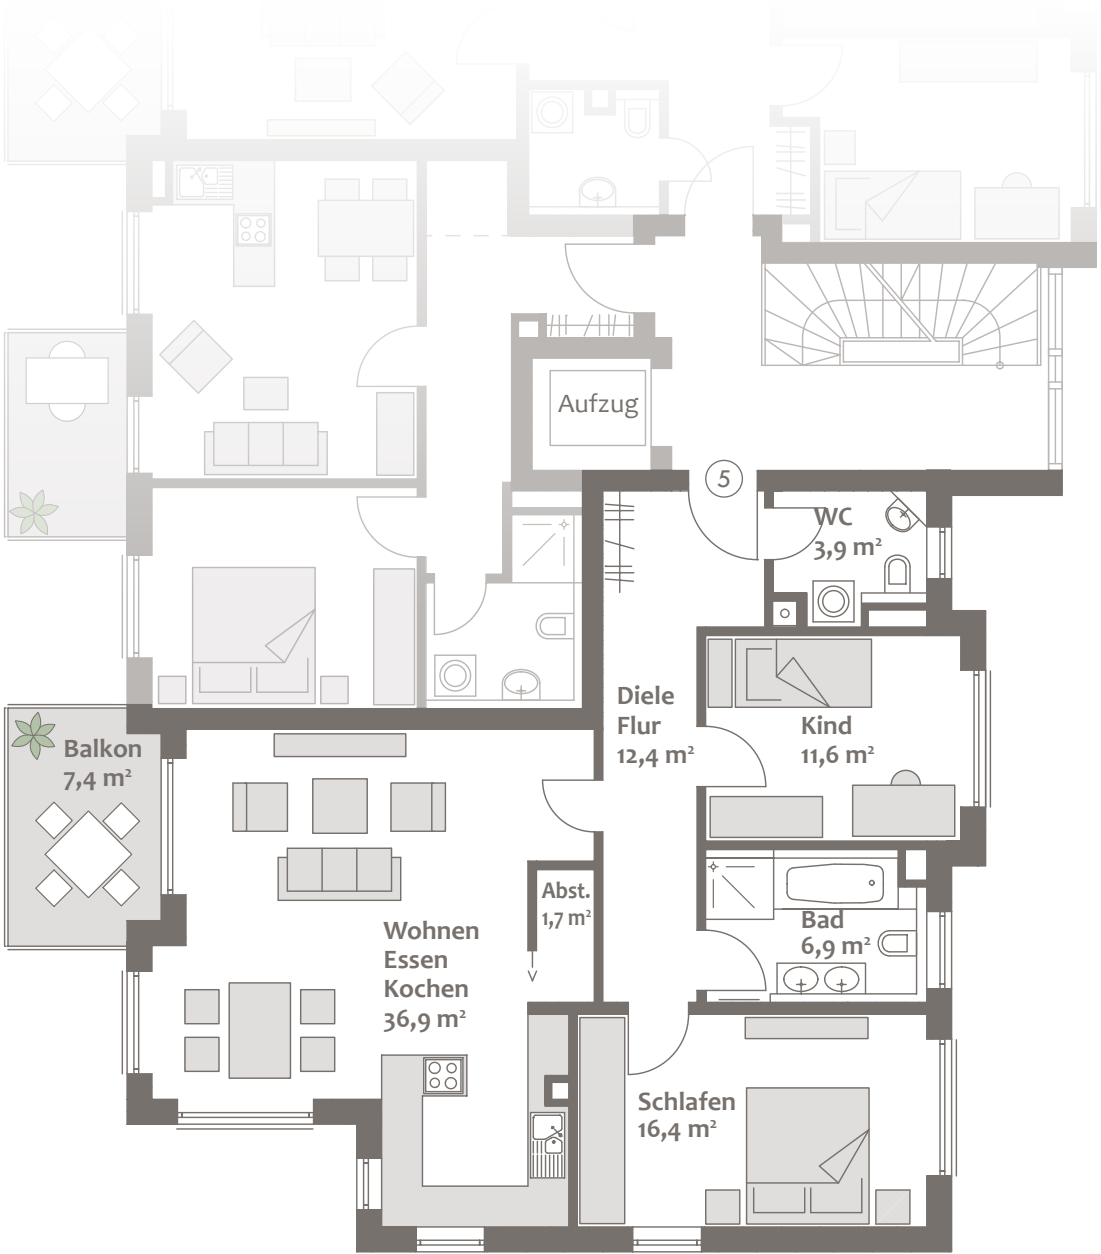 Aufzug
5
WC
3,9 m²
Diele
Flur
12,4 m²
Kind
11,6 m²
Balkon
7,4 m²
Abst.
1,7 m²
Wohnen
Essen
Kochen
36,9 m²
Bad
6,9 m²
Schlafen
16,4 m²